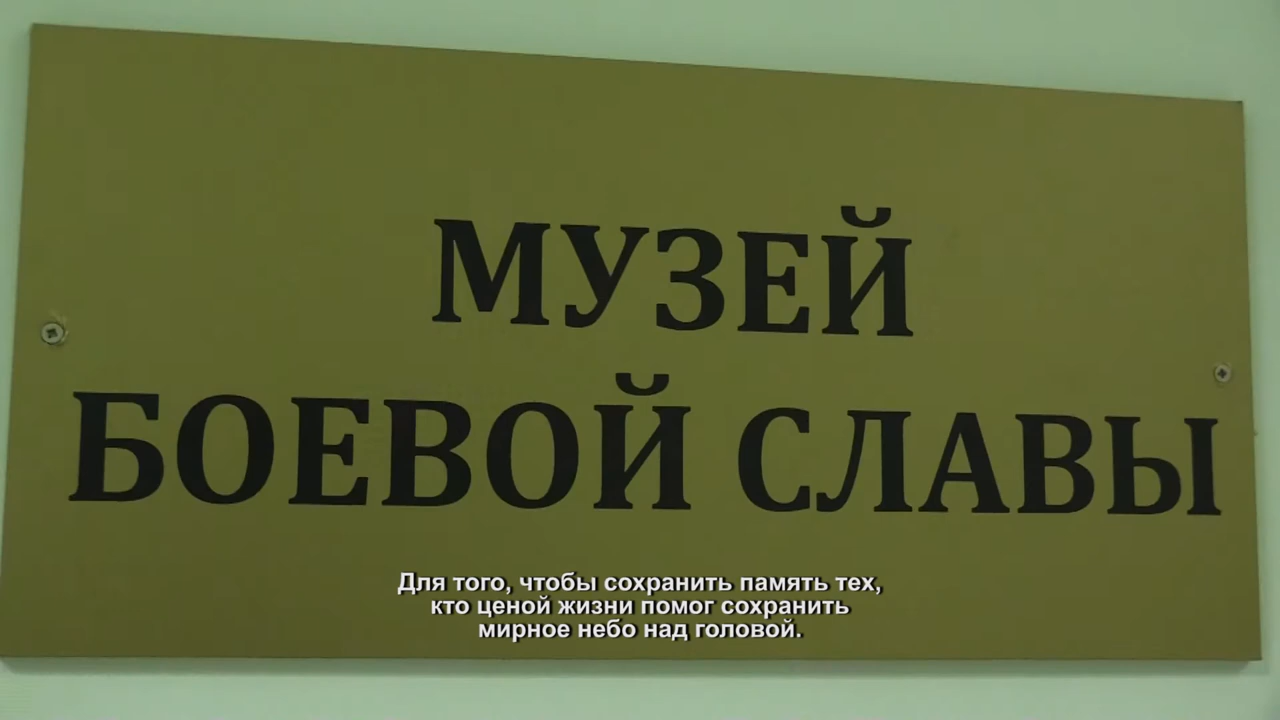 МУЗЕЙ
БОЕВОЙ СЛАВЫ
Для того, чтобы сохранить память тех,
кто ценой жизни помог сохранить
мирное небо над головой.